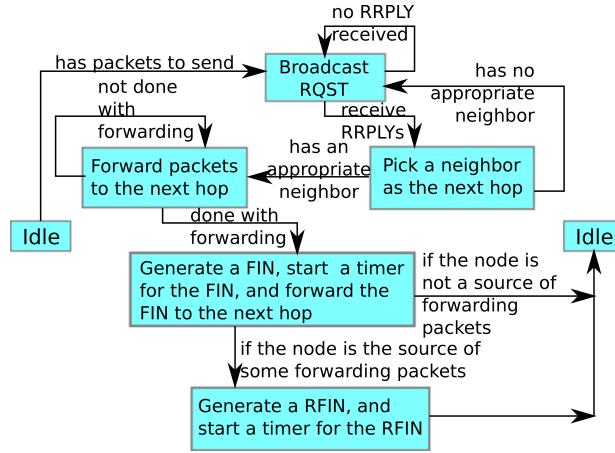 no RRPLY
received
has packets to send
Broadcast
RQST
not done
with
forwarding
has no
appropriate
neighbor
receive
RRPLYs
has an
appropriate
neighbor
Forward packets
to the next hop
Pick a neighbor
as the next hop
done with
forwarding
Idle
Idle
Generate a FIN, start  a timer
for the FIN, and forward the
FIN to the next hop
if the node is
not a source of
forwarding
packets
if the node is the source of
some forwarding packets
Generate a RFIN, and
start a timer for the RFIN